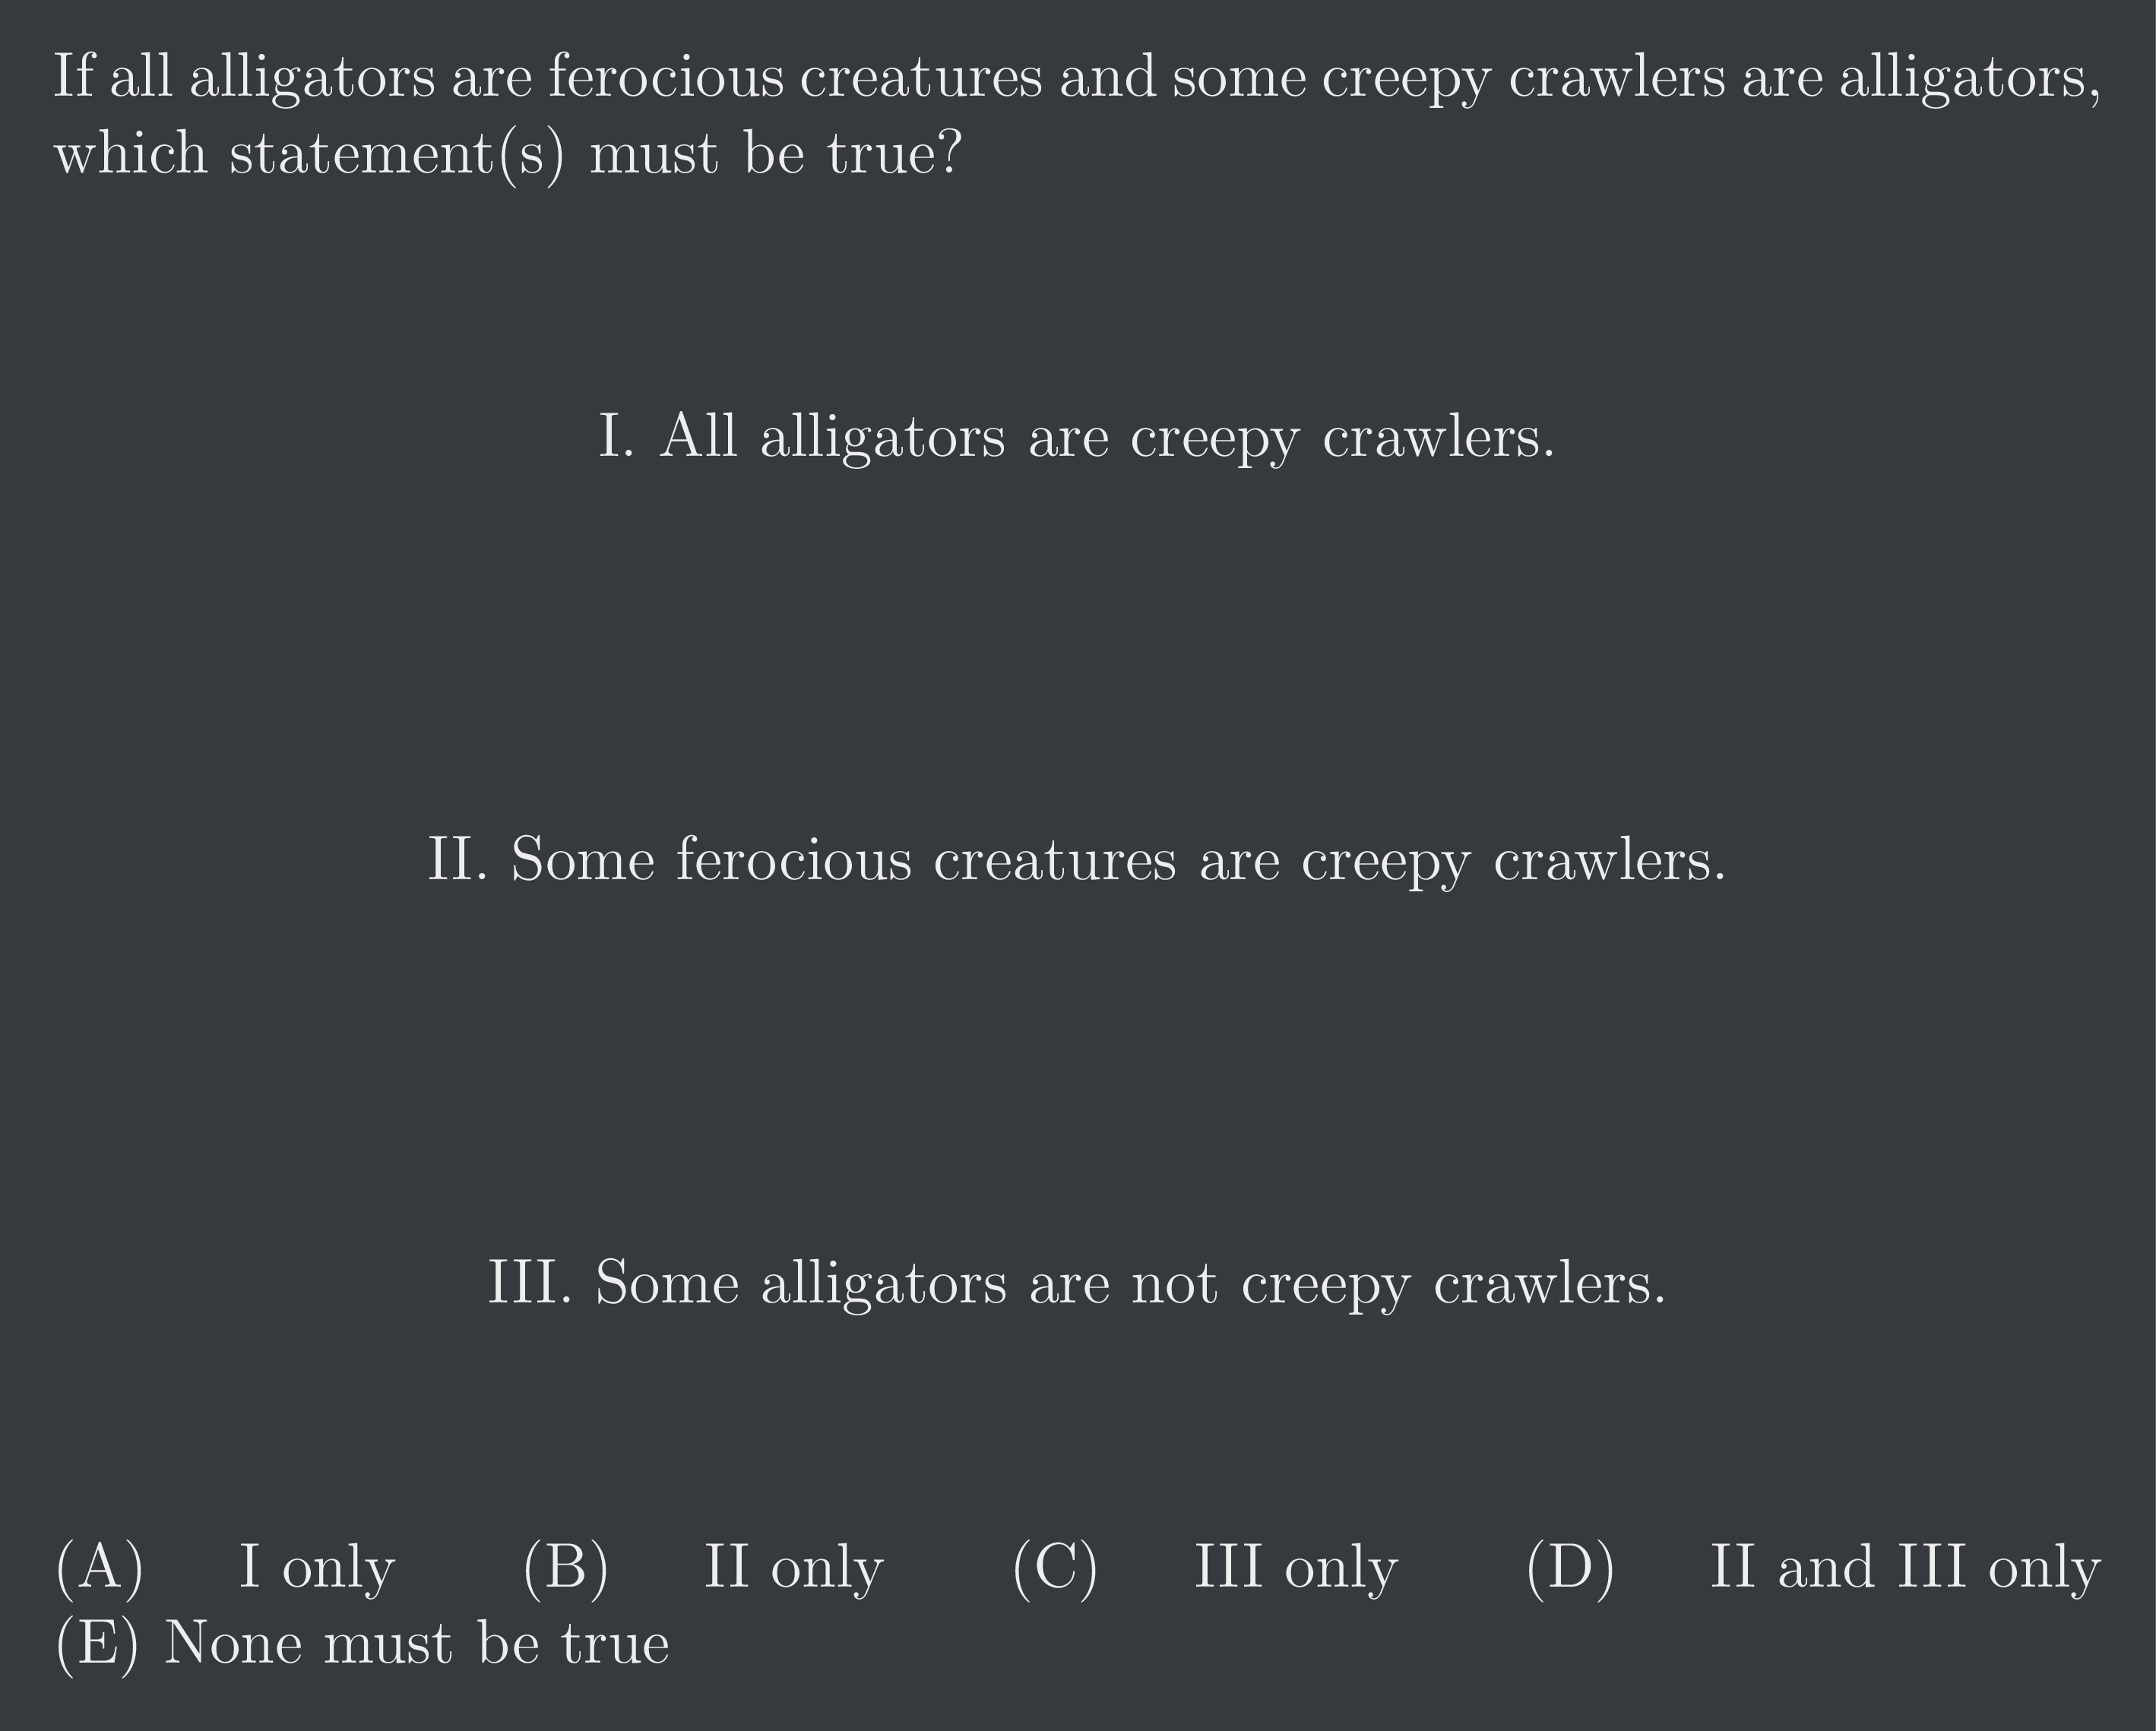 If all alligators are ferocious creature and some creepy crawlers are alligators,
which statement(s) must be true?
I. All alligators are creepy crawlers.
II. Some ferocious creatures are creepy crawlers.
III. Some alligators are not creepy crawlers.
(A) I only (B) II only (C) III only (D) II and III only
(E) None must be true